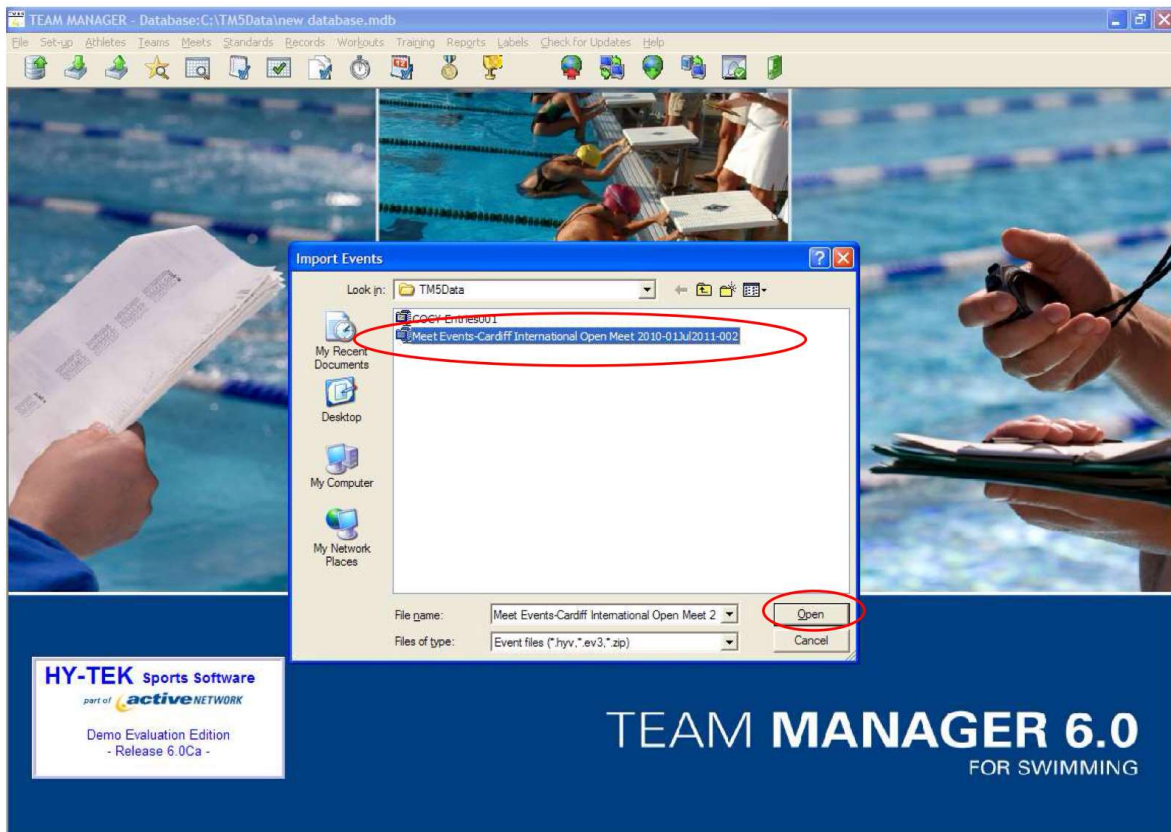 TEAM MANAGER - Database:C:\TM5Data\new database.mdb
File Set-up Athletes Teams Meets Standards Records Workouts Training Reports Labels Check for Updates Help
Import Events
Look in: TM5Data
COCY Entries001
Meet Events-Cardiff International Open Meet 2010-01Jul2011-002
My Recent
Documents
Desktop
My Computer
My Network
Places
File name: Meet Events-Cardiff International Open Meet 2
Open
Files of type: Event files (*.hyv,*.ev3,*.zip)
Cancel
HY-TEK Sports Software
part of active NETWORK
Demo Evaluation Edition
- Release 6.0Ca -
TEAM MANAGER 6.0
FOR SWIMMING